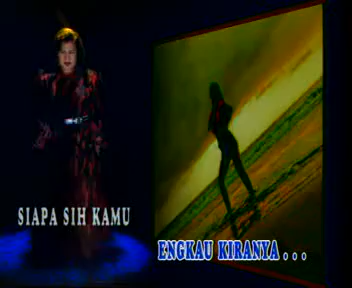 SIAPA SIH KAMU
ENGKAU KIRANYA . . .